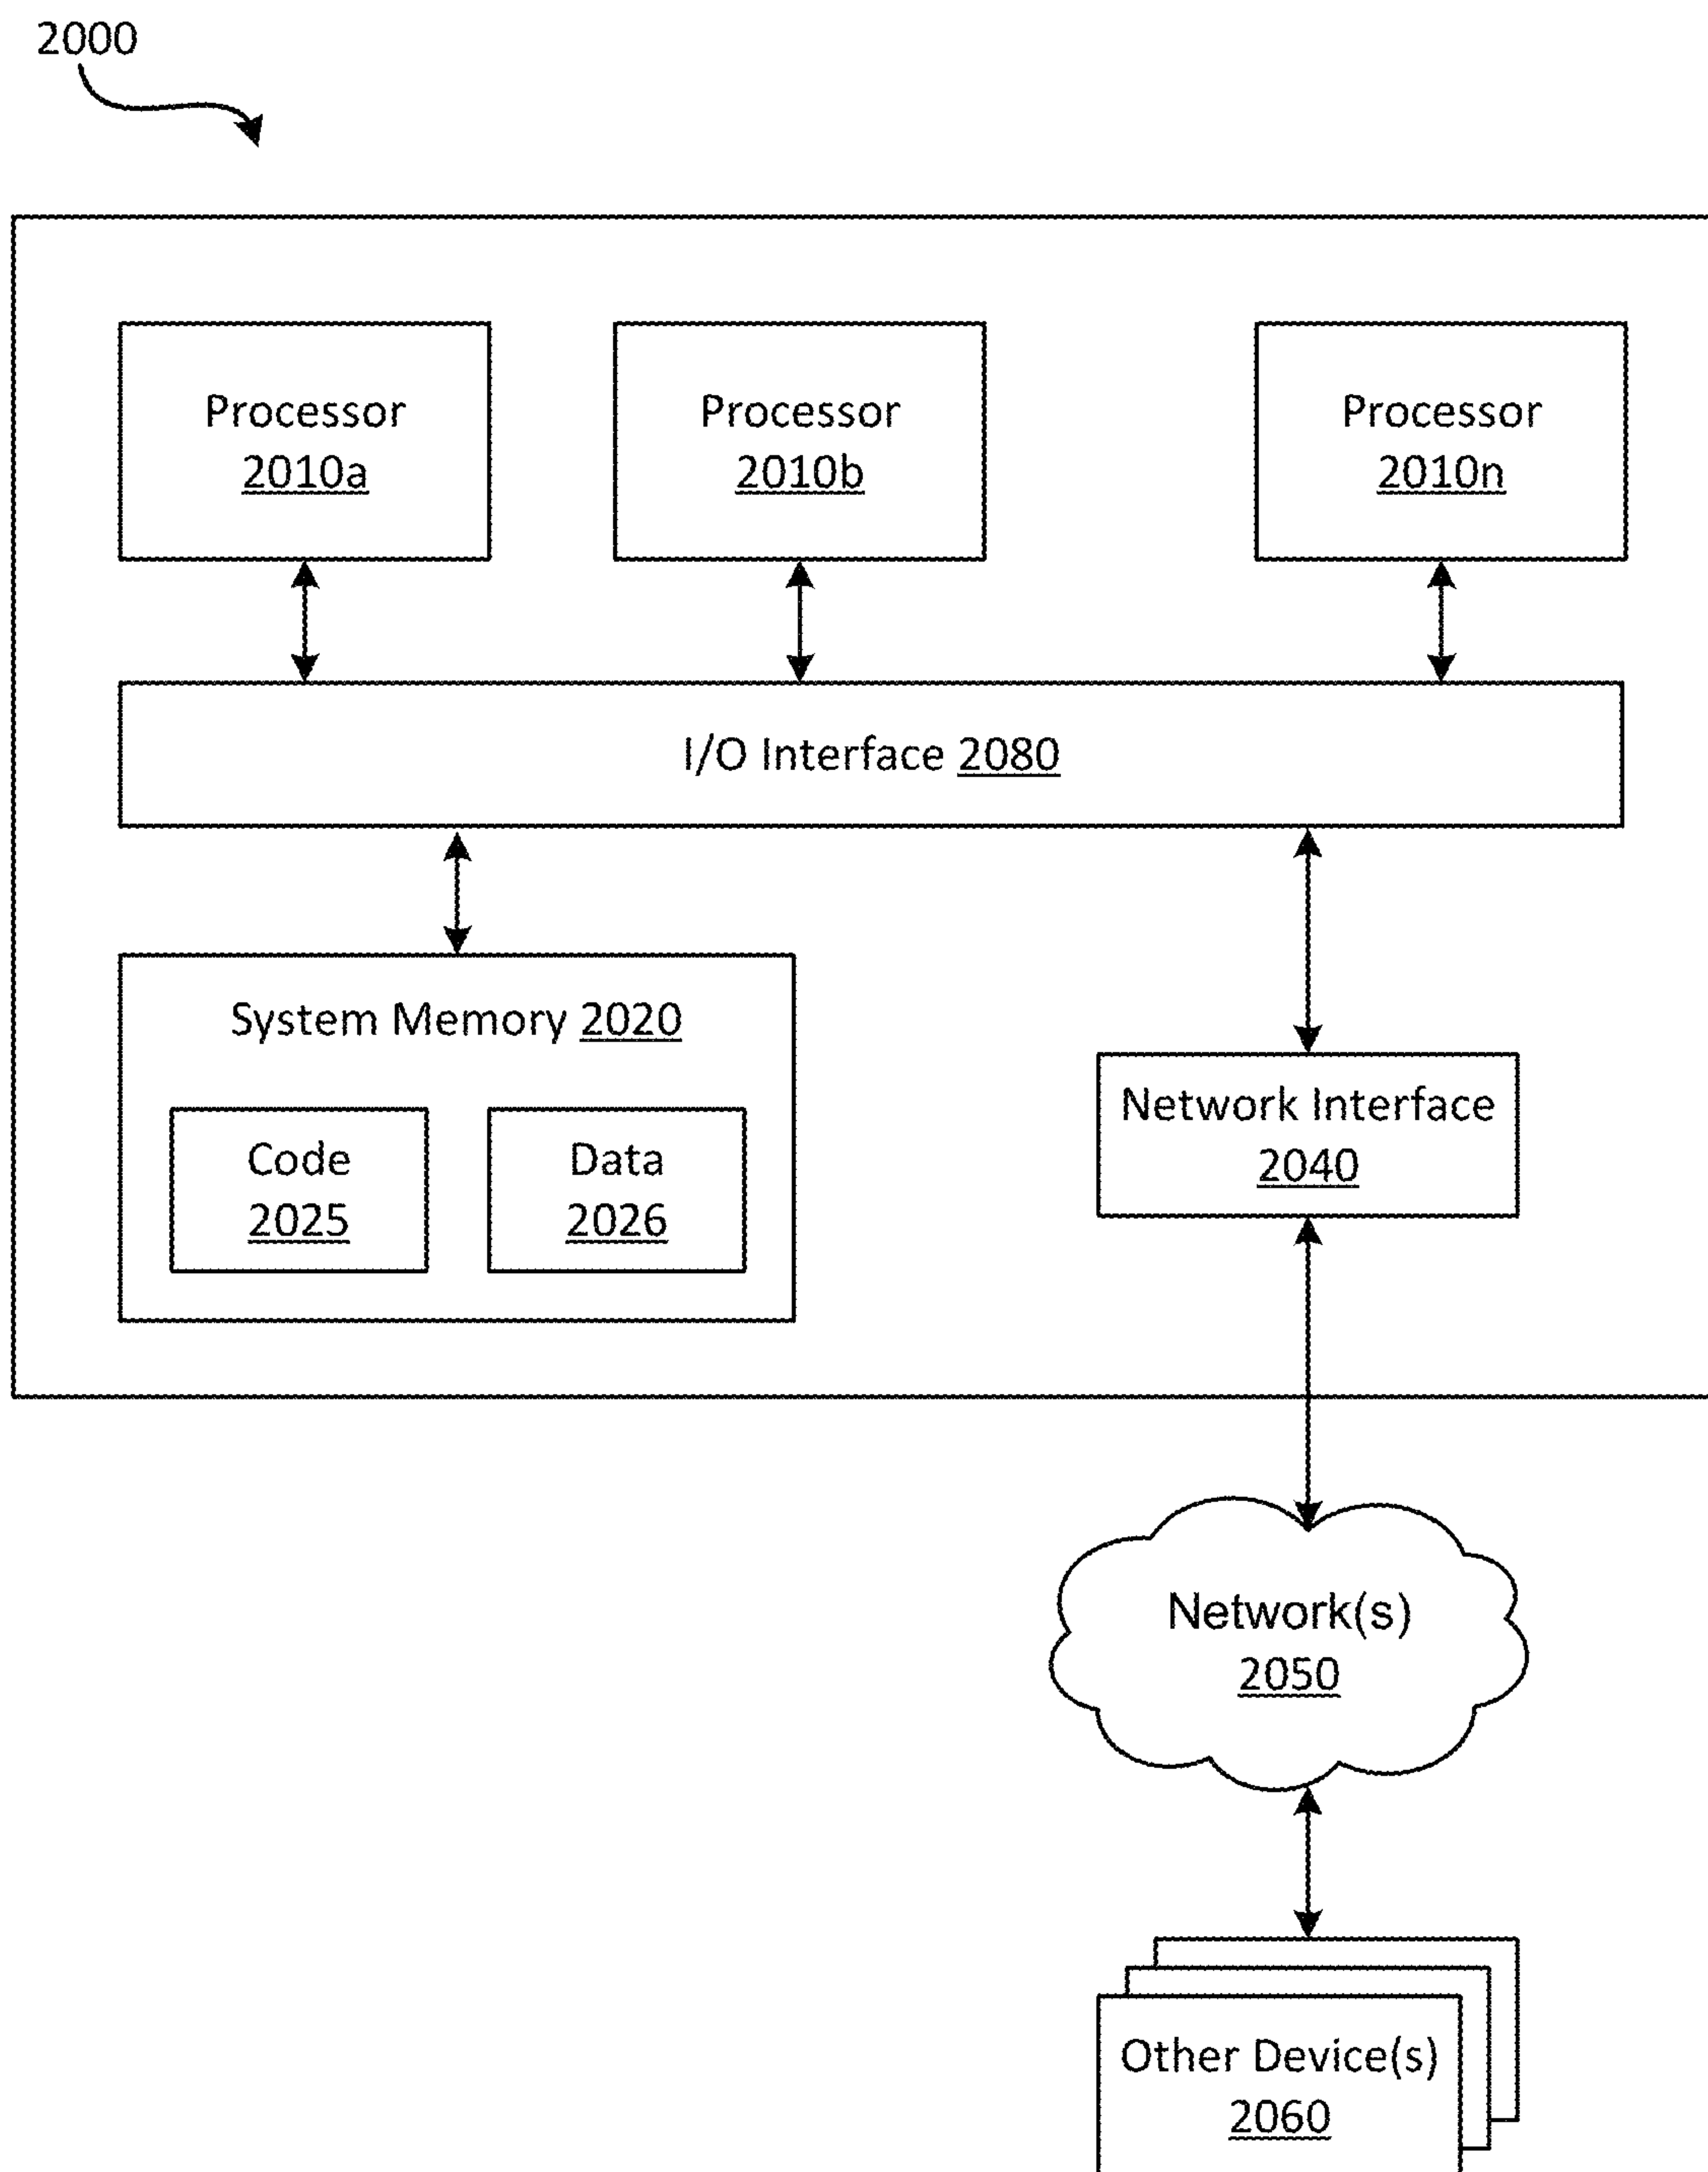 2000
Processor
2010a
Processor
2010b
Processor
2010n
I/O Interface 2080
System Memory 2020
Code
2025
Data
2026
Network Interface
2040
Network(s)
2050
Other Device(s)
2060